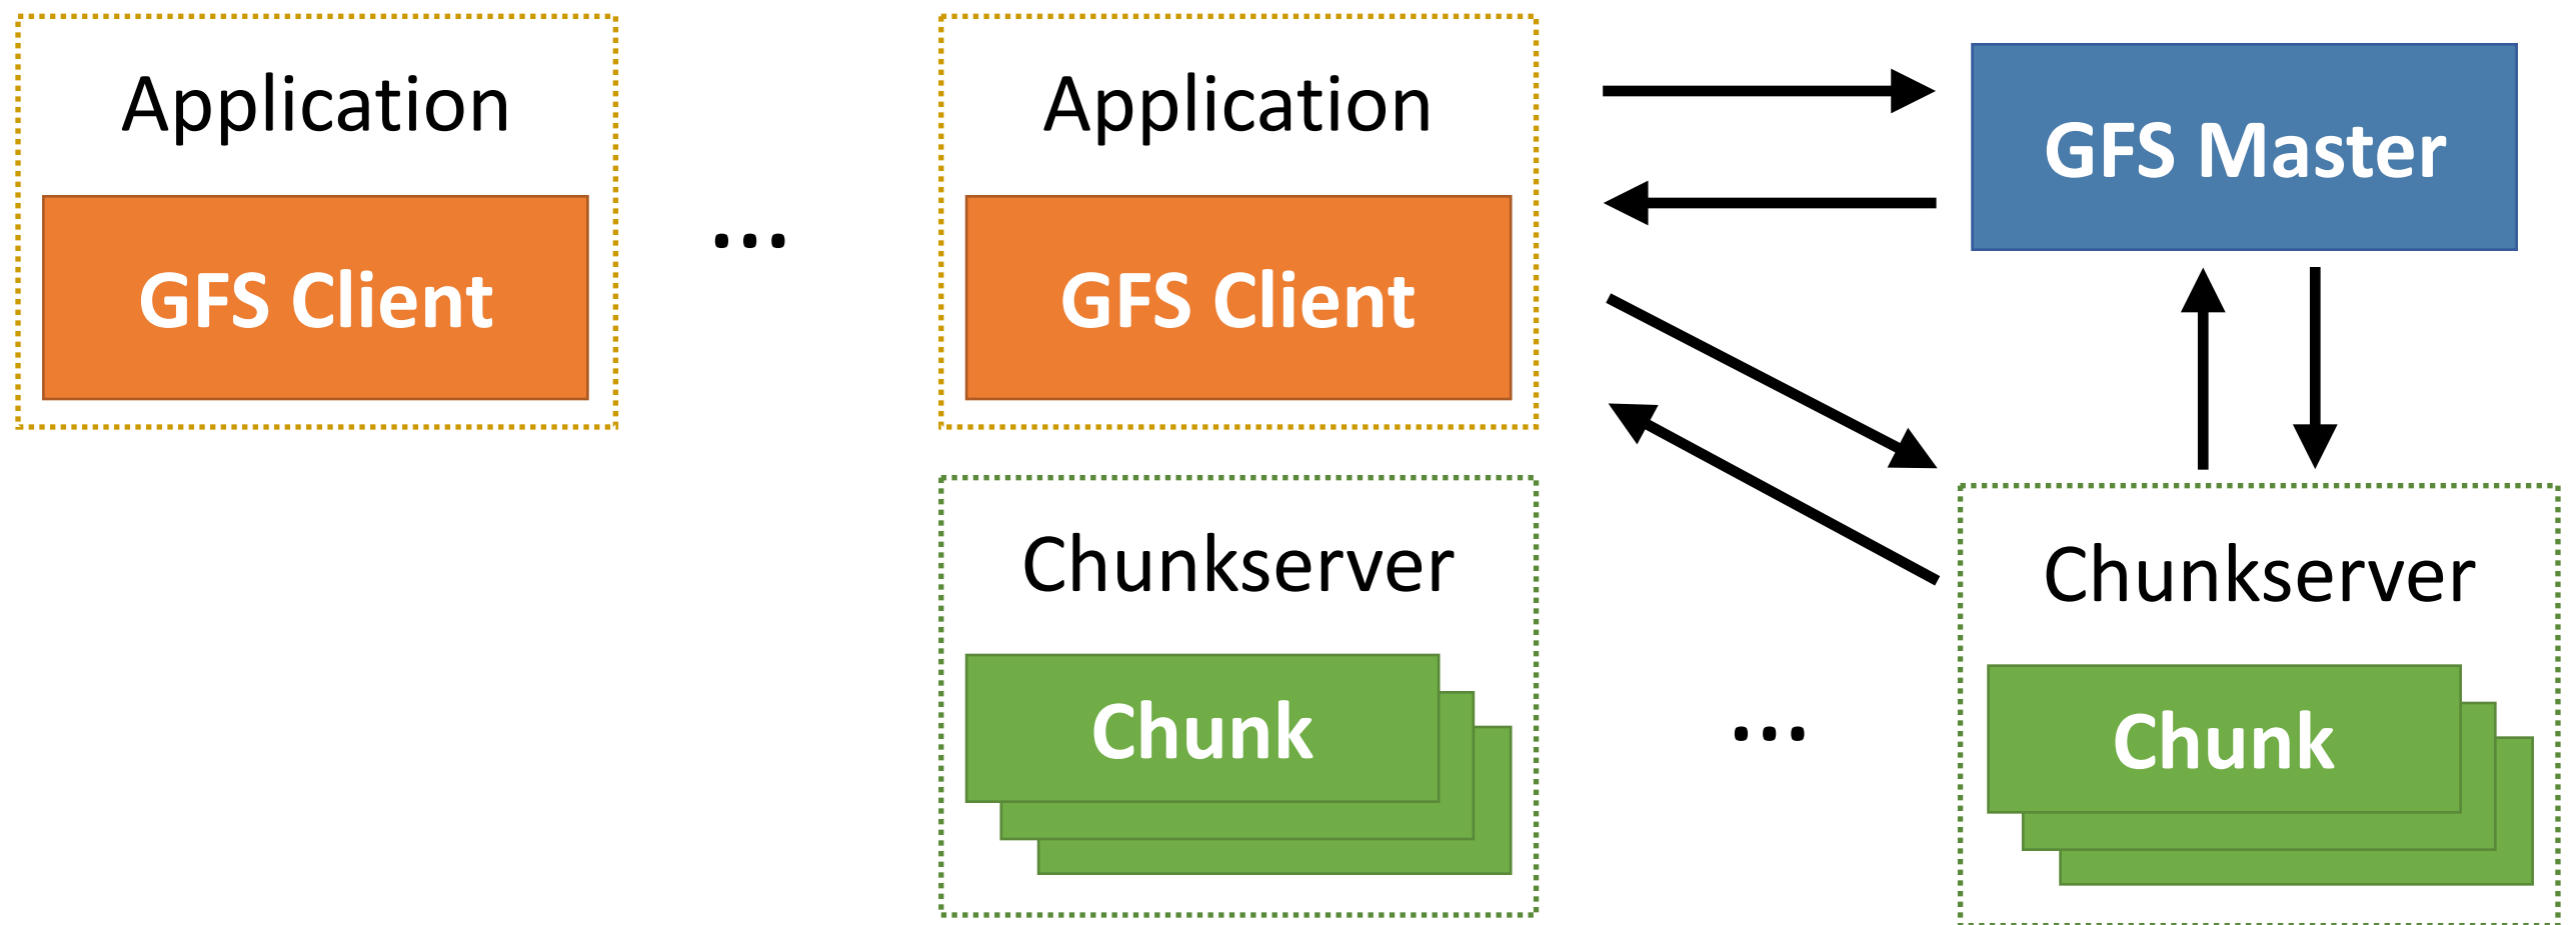 Application
GFS Client
...
Application
GFS Client
GFS Master
Chunkserver
Chunk
...
Chunkserver
Chunk